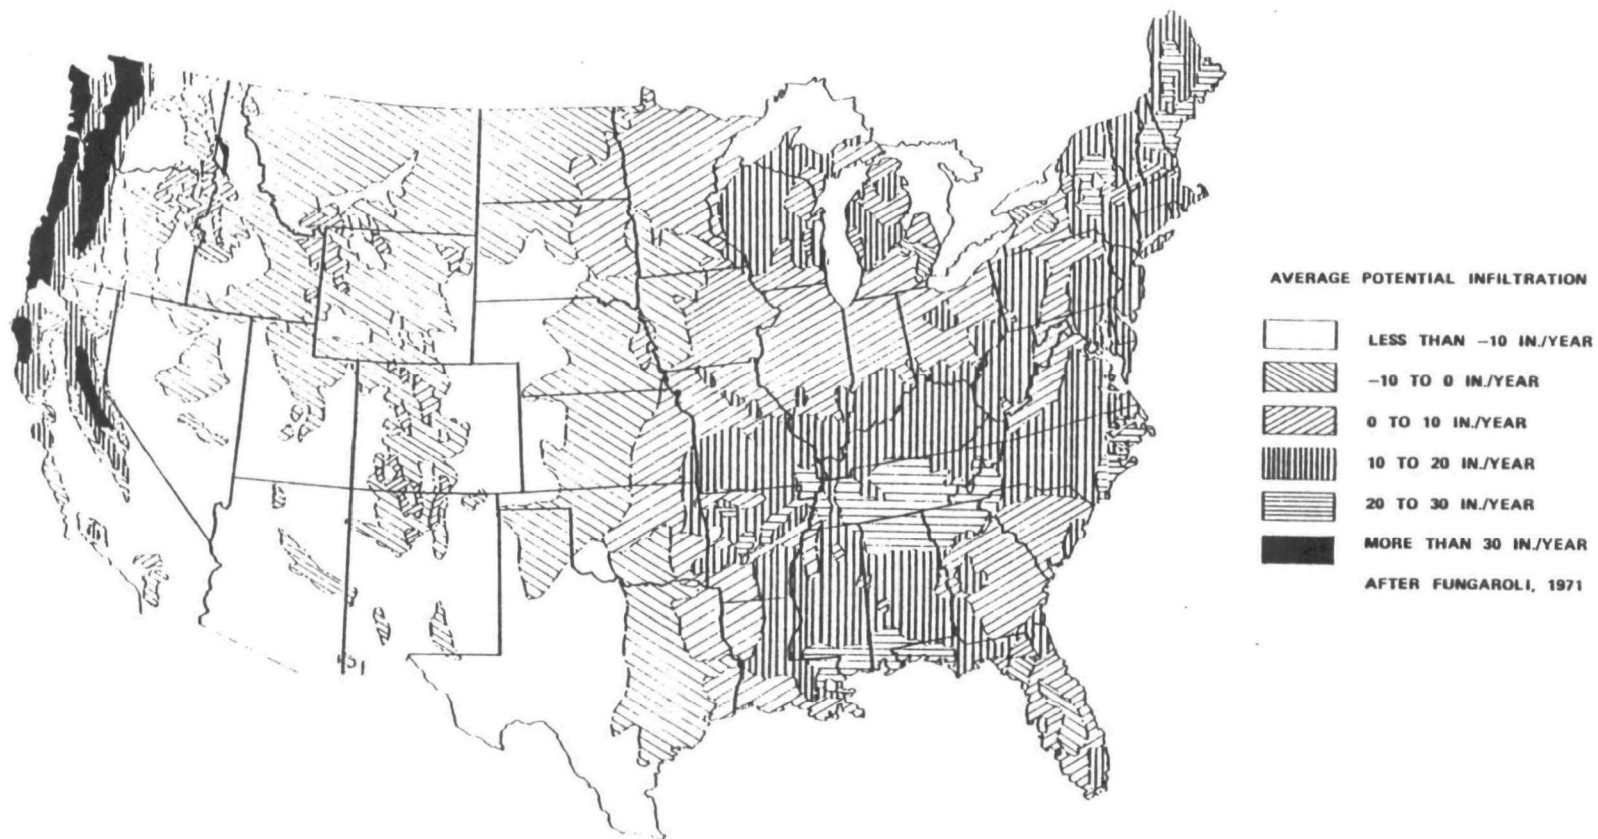 AVERAGE POTENTIAL INFILTRATION
LESS THAN -10 IN./YEAR
-10 TO 0 IN./YEAR
0 TO 10 IN./YEAR
10 TO 20 IN./YEAR
20 TO 30 IN./YEAR
MORE THAN 30 IN./YEAR
AFTER FUNGAROLI, 1971